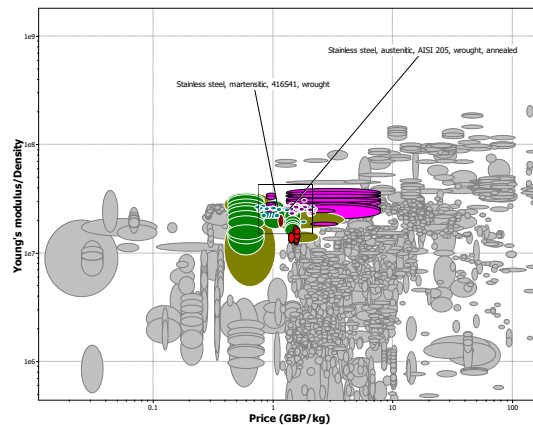 1e9
Stainless steel, austenitic, AISI 205, wrought, annealed
Stainless steel, martensitic, 416S41, wrought
1e8
Young's modulus/Density
1e7
1e6
0.1 1 10 100
Price (GBP/kg)